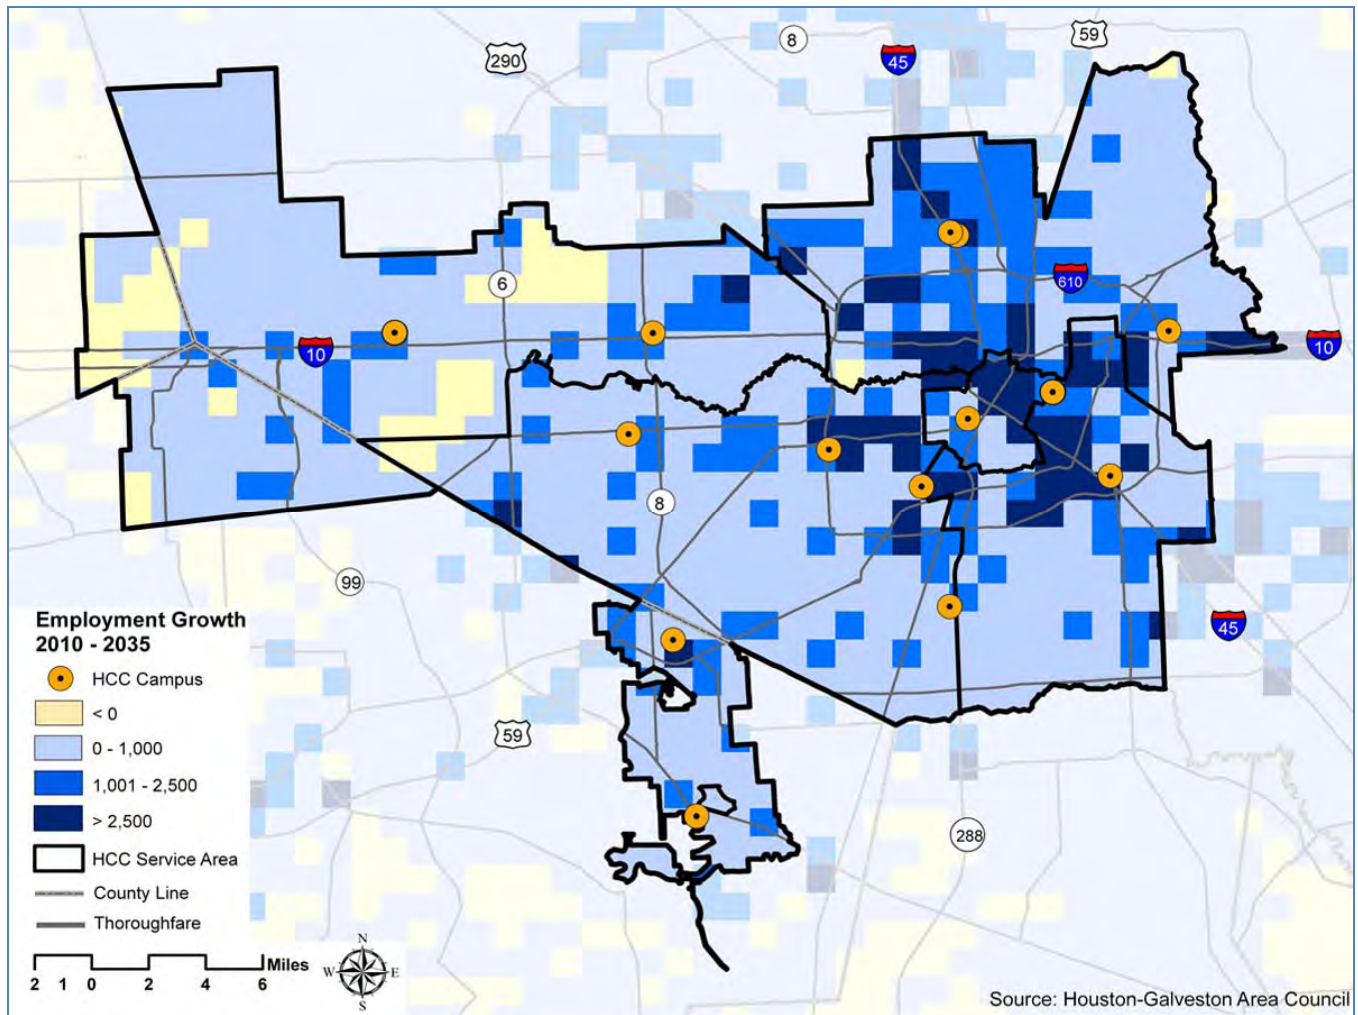 290
8
45
59
6
610
10
10
8
99
45
59
288
Employment Growth
2010 - 2035
HCC Campus
< 0
0 - 1,000
1,001 - 2,500
> 2,500
HCC Service Area
County Line
Thoroughfare
Miles
2 1 0 2 4 6
N
W E
S
Source: Houston-Galveston Area Council